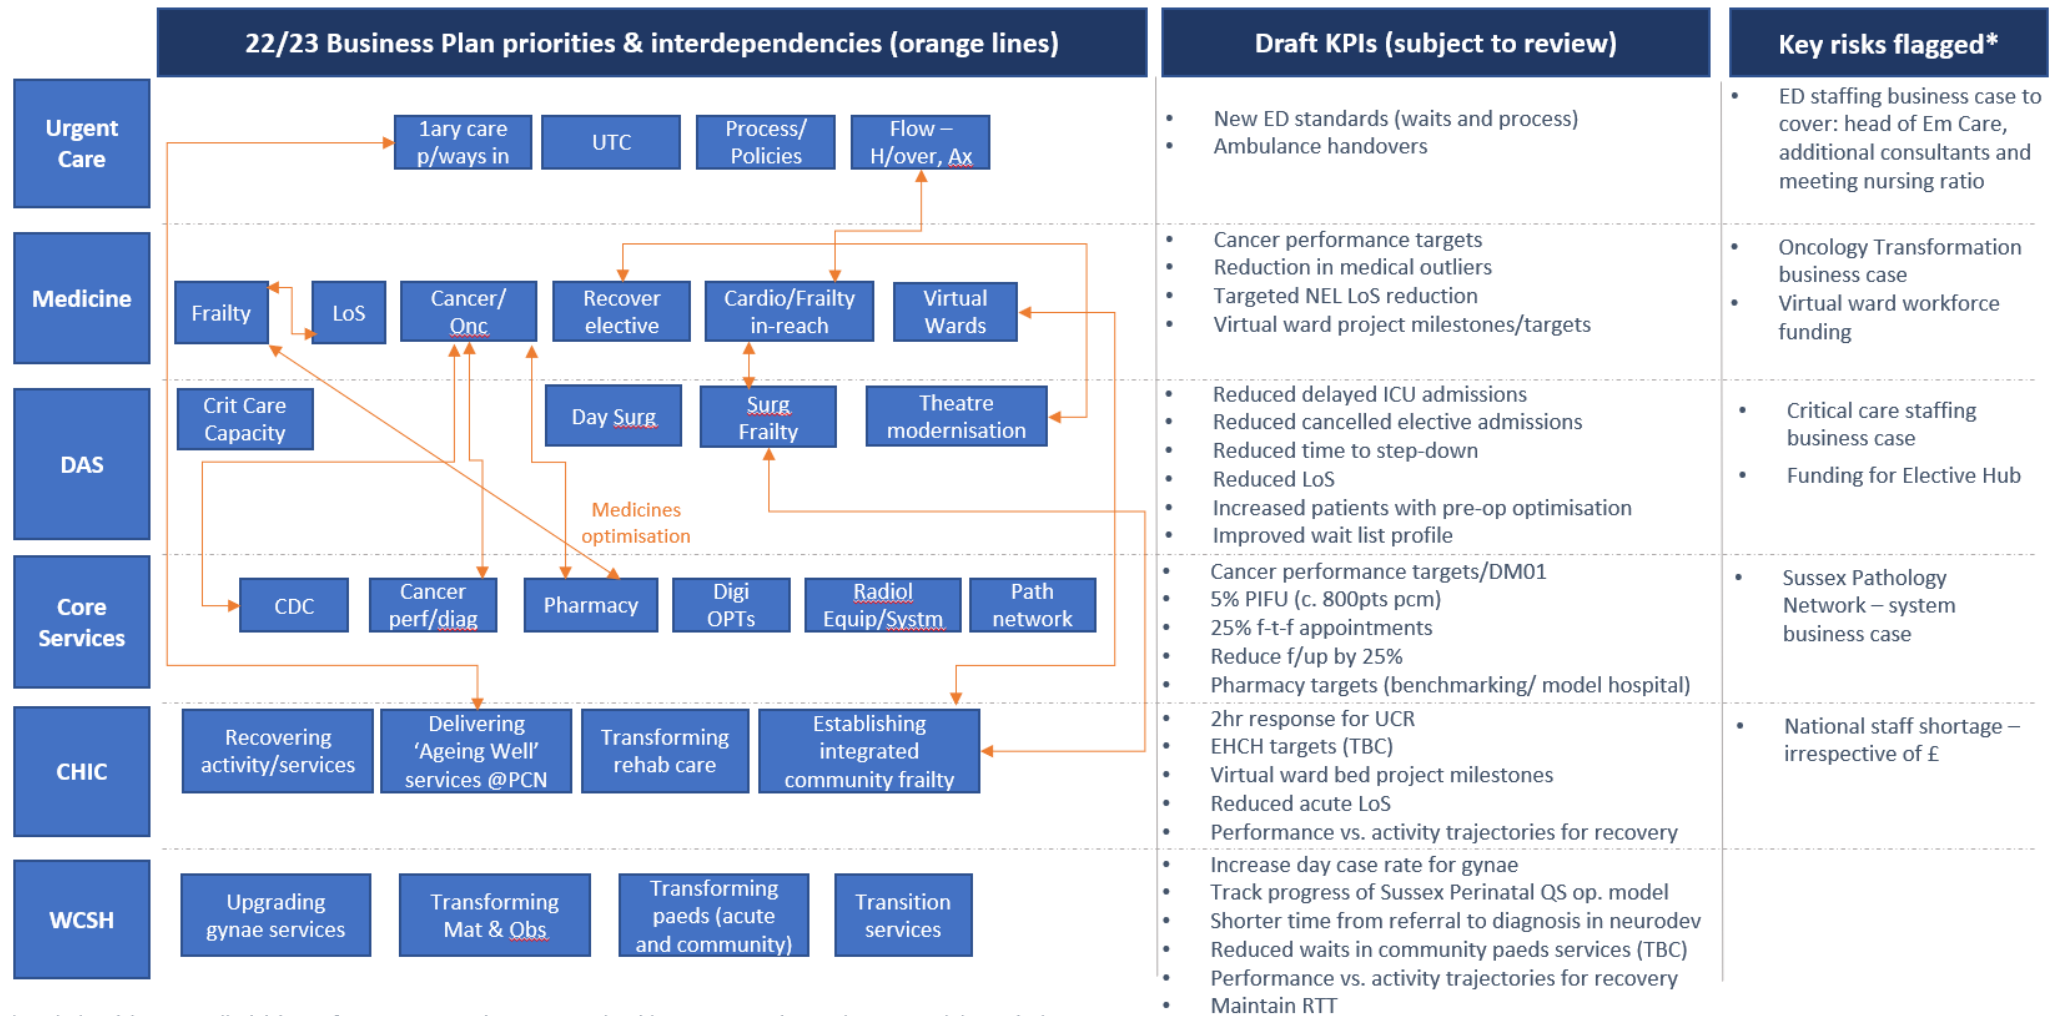 22/23 Business Plan priorities & interdependencies (orange lines)
Draft KPIs (subject to review)
Key risks flagged*
Urgent
Care
1ary care
p/ways in
UTC
Process/
Policies
Flow –
H/over, Ax
• New ED standards (waits and process)
• Ambulance handovers
• ED staffing business case to
cover: head of Em Care,
additional consultants and
meeting nursing ratio
Medicine
Frailty
LoS
Cancer/
Onc
Recover
elective
Cardio/Frailty
in-reach
Virtual
Wards
• Cancer performance targets
• Reduction in medical outliers
• Targeted NEL LoS reduction
• Virtual ward project milestones/targets
• Oncology Transformation
business case
• Virtual ward workforce
funding
DAS
Crit Care
Capacity
Day Surg
Surg
Frailty
Theatre
modernisation
Medicines
optimisation
• Reduced delayed ICU admissions
• Reduced cancelled elective admissions
• Reduced time to step-down
• Reduced LoS
• Increased patients with pre-op optimisation
• Improved wait list profile
• Critical care staffing
business case
• Funding for Elective Hub
Core
Services
CDC
Cancer
perf/diag
Pharmacy
Digi
OPTs
Radiol
Equip/Systm
Path
network
• Cancer performance targets/DM01
• 5% PIFU (c. 800pts pcm)
• 25% f-t-f appointments
• Reduce f/up by 25%
• Pharmacy targets (benchmarking/ model hospital)
• Sussex Pathology
Network – system
business case
CHIC
Recovering
activity/services
Delivering
‘Ageing Well’
services @PCN
Transforming
rehab care
Establishing
integrated
community frailty
• 2hr response for UCR
• EHCH targets (TBC)
• Virtual ward bed project milestones
• Reduced acute LoS
• Performance vs. activity trajectories for recovery
• National staff shortage –
irrespective of £
WCSH
Upgrading
gynae services
Transforming
Mat & Obs
Transforming
paeds (acute
and community)
Transition
services
• Increase day case rate for gynae
• Track progress of Sussex Perinatal QS op. model
• Shorter time from referral to diagnosis in neurodev
• Reduced waits in community paeds services (TBC)
• Performance vs. activity trajectories for recovery
• Maintain RTT